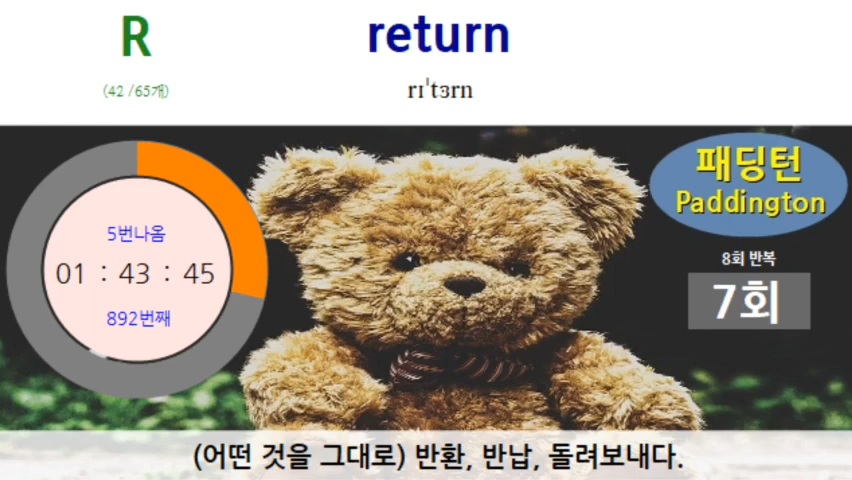 R
return
(42 /65개)
rɪˈtɜrn
패딩턴
Paddington
5번나옴
01 : 43 : 45
892번째
8회 반복
7회
(어떤 것을 그대로) 반환, 반납, 돌려보내다.